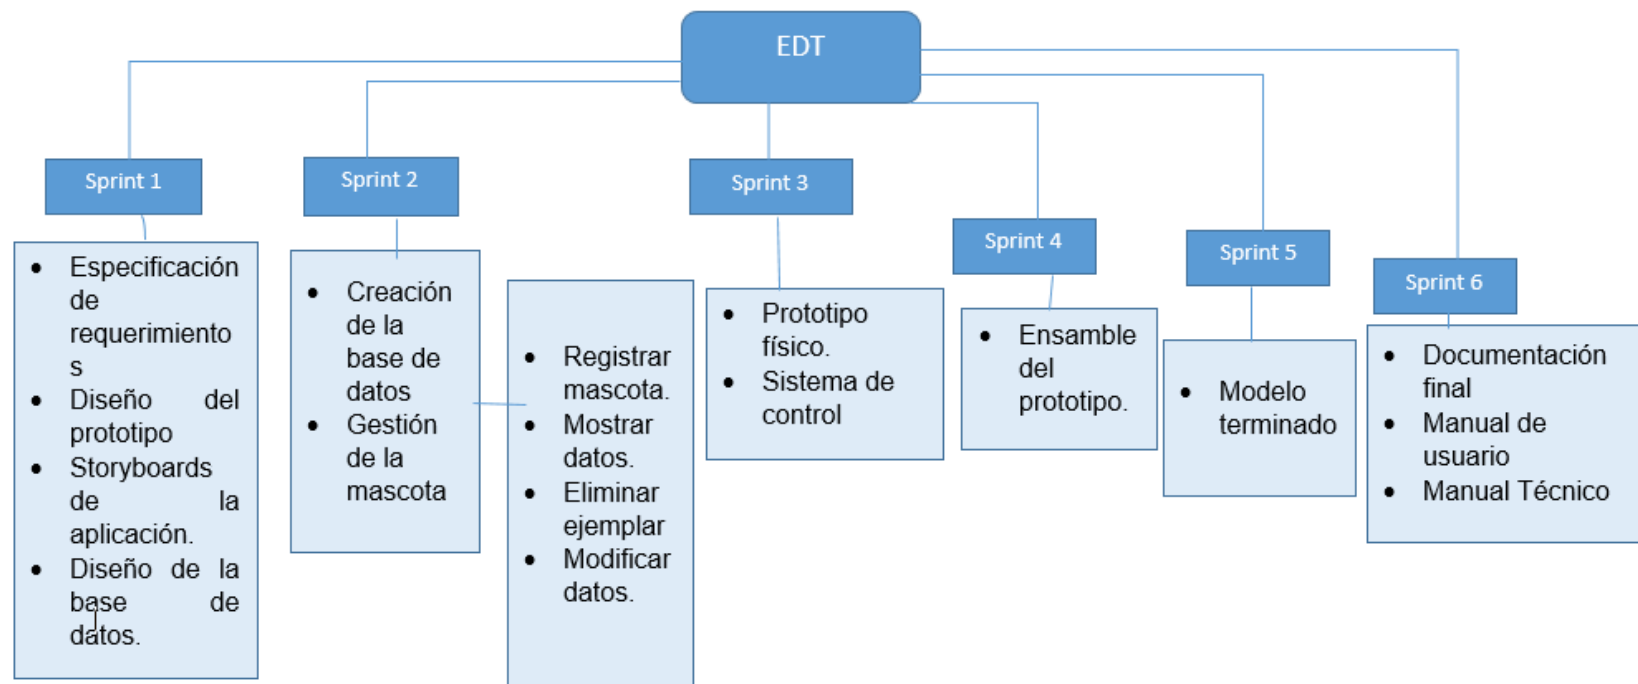 EDT
Sprint 1
• Especificación
de
requerimiento
s
• Diseño del
prototipo
• Storyboards
de la
aplicación.
• Diseño de la
base de
datos.
Sprint 2
• Creación
de la
base de
datos
• Gestión
de la
mascota
• Registrar
mascota.
• Mostrar
datos.
• Eliminar
ejemplar
• Modificar
datos.
Sprint 3
• Prototipo
físico.
• Sistema de
control
Sprint 4
• Ensamble
del
prototipo.
Sprint 5
• Modelo
terminado
Sprint 6
• Documentación
final
• Manual de
usuario
• Manual Técnico